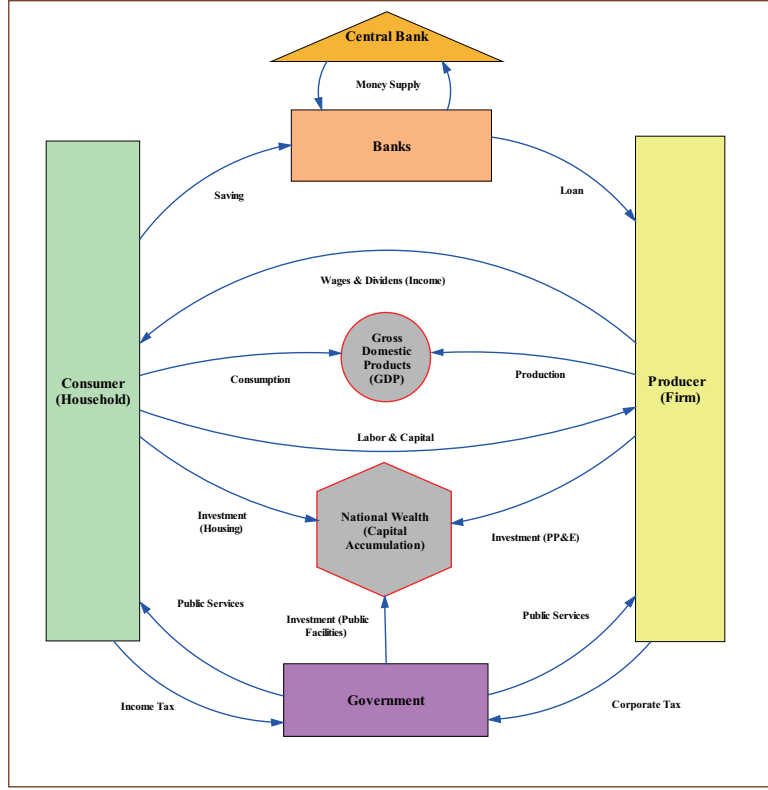 Central Bank
Money Supply
Banks
Saving
Loan
Wages & Dividens (Income)
Gross
Domestic
Products
(GDP)
Consumption
Production
Consumer
(Household)
Producer
(Firm)
Labor & Capital
National Wealth
(Capital
Accumulation)
Investment
(Housing)
Investment (PP&E)
Public Services
Investment (Public
Facilities)
Public Services
Government
Income Tax
Corporate Tax